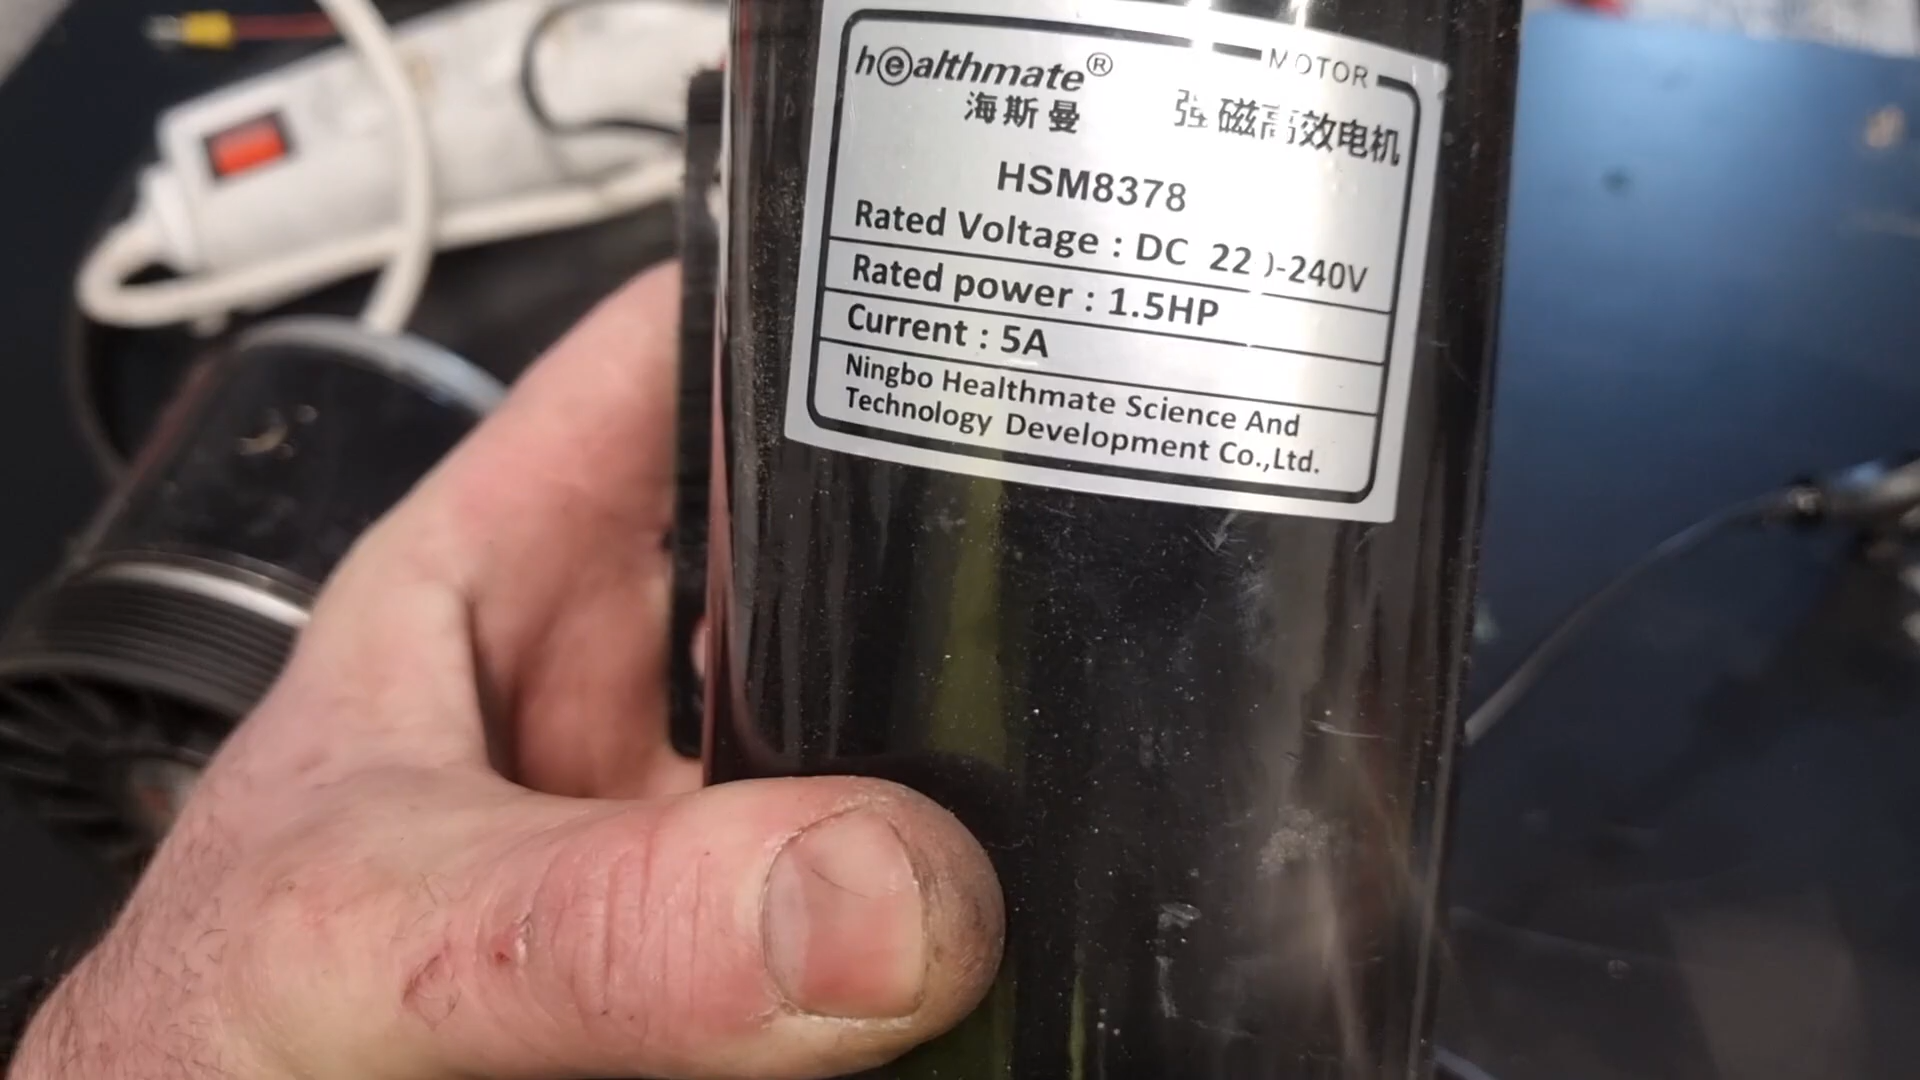 MOTOR
healthmate®
海斯曼
强磁高效电机
HSM8378
Rated Voltage : DC 22)-240V
Rated power : 1.5HP
Current : 5A
Ningbo Healthmate Science And
Technology Development Co.,Ltd.